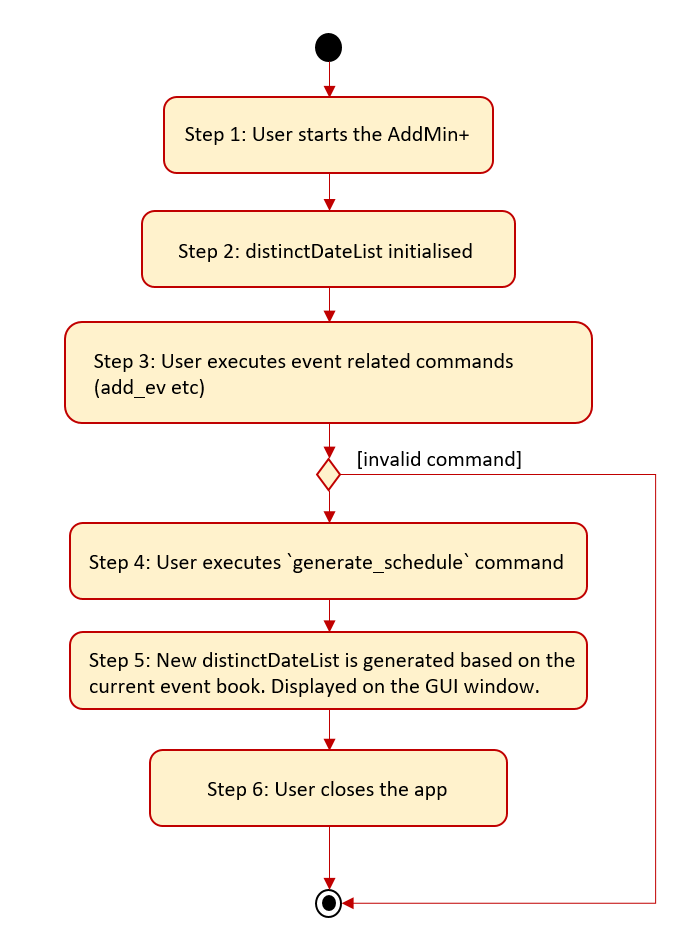 Step 1: User starts the AddMin+
Step 2: distinctDateList initialised
Step 3: User executes event related commands
(add_ev etc)
[invalid command]
Step 4: User executes `generate_schedule` command
Step 5: New distinctDateList is generated based on the
current event book. Displayed on the GUI window.
Step 6: User closes the app